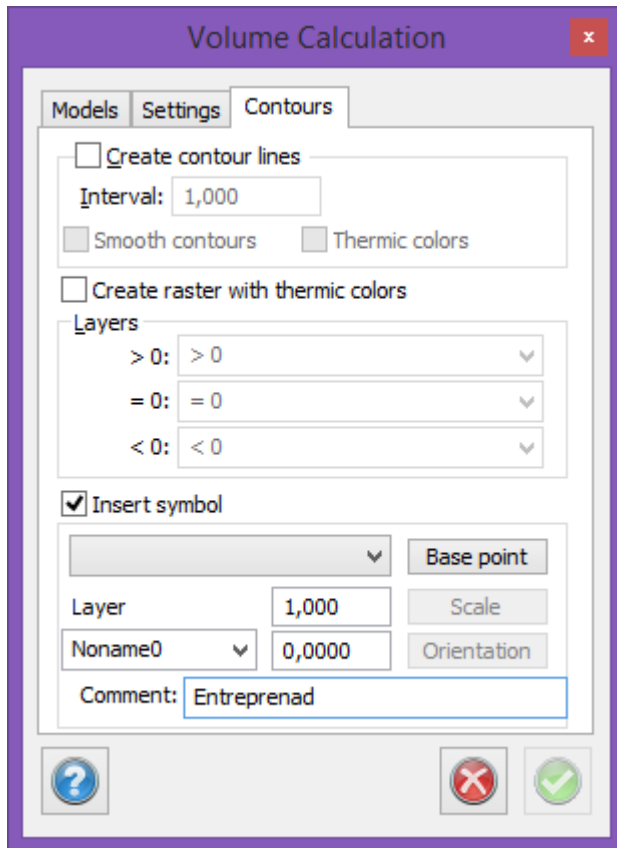 Volume Calculation
x
Models Settings Contours
Create contour lines
Interval: 1,000
Smooth contours Thermic colors
Create raster with thermic colors
Layers
> 0: > 0
= 0: = 0
< 0: < 0
Insert symbol
Base point
Layer 1,000 Scale
Noname0 0,0000 Orientation
Comment: Entreprenad
?